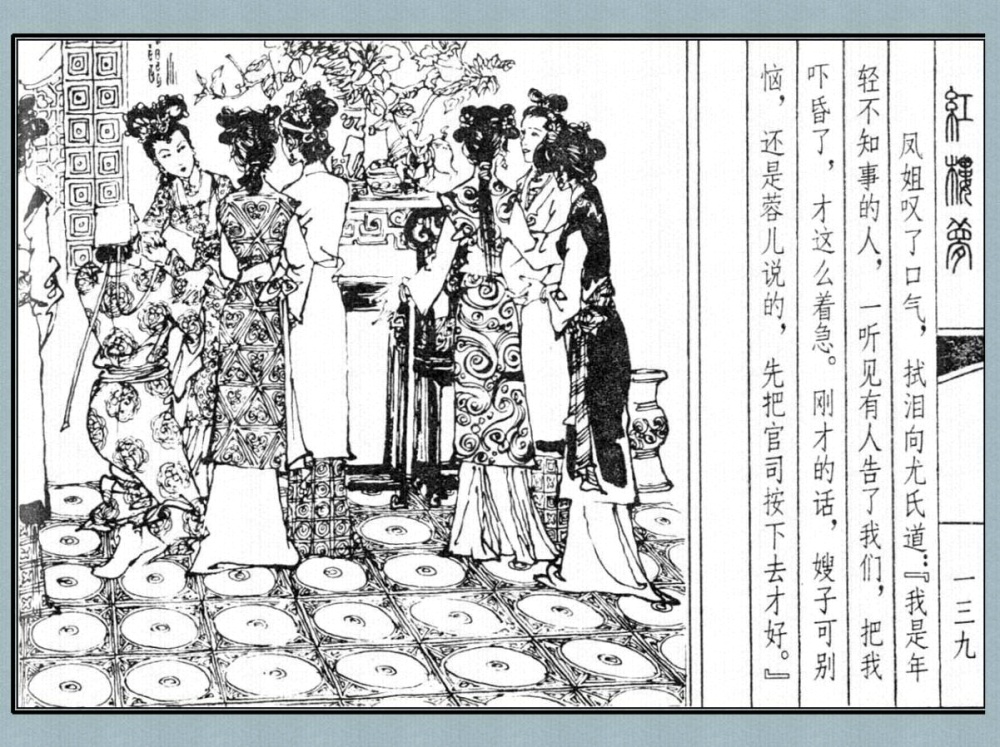 红楼梦
一三九
凤姐叹了口气，拭泪向尤氏道：『我是年
轻不知事的人，一听见有人告了我们，把我
吓昏了，才这么着急。刚才的话，嫂子可别
恼，还是蓉儿说的，先把官司按下去才好。』